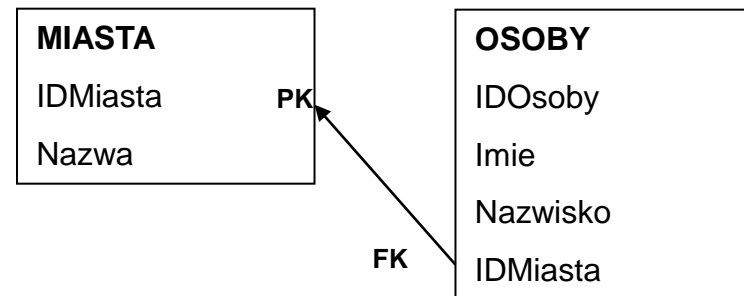 MIASTA
IDMiasta PK
Nazwa
OSOBY
IDOsoby
Imie
Nazwisko
FK
IDMiasta